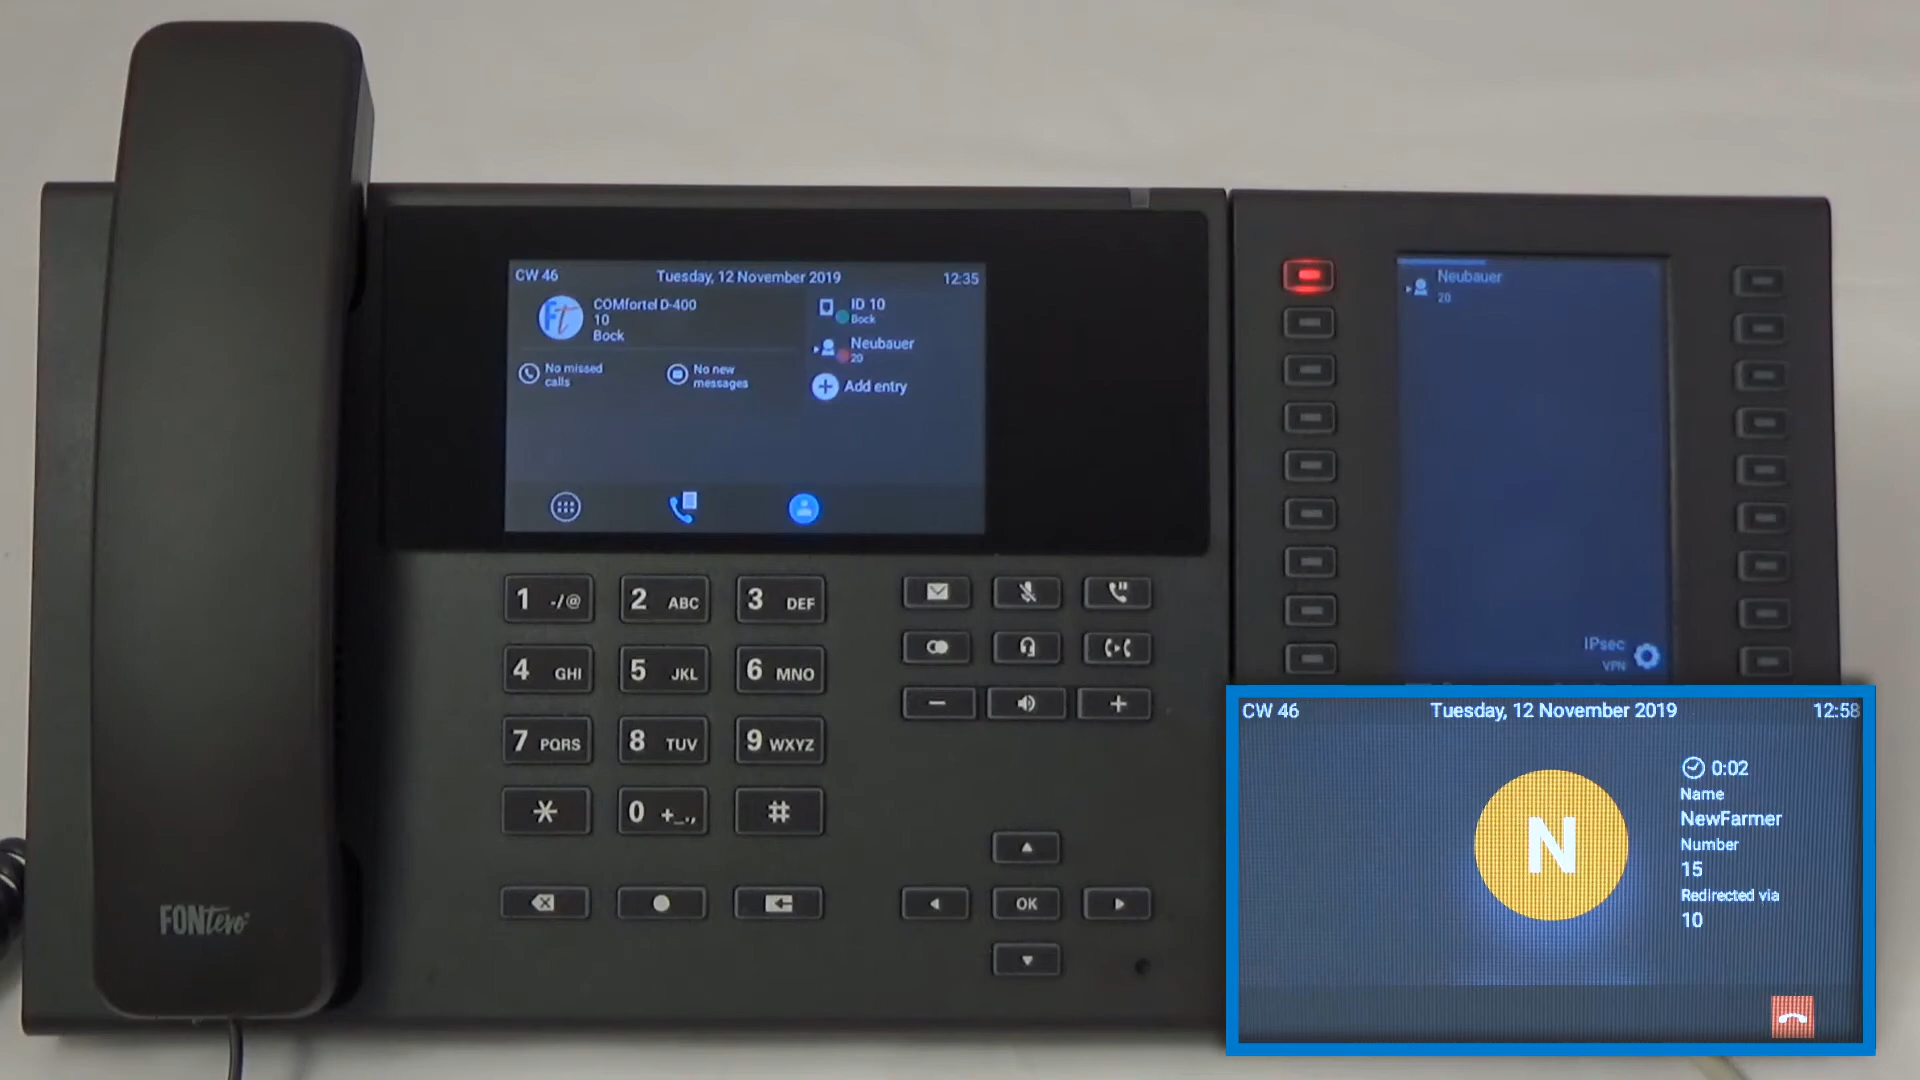 CW 46
Tuesday, 12 November 2019
12:35
COMfortel D-400
10
Bock
No missed
calls
No new
messages
ID 10
Bock
Neubauer
20
Add entry
Neubauer
20
IPsec
VPN
1 -/@
2 ABC
3 DEF
4 GHI
5 JKL
6 MNO
7 PQRS
8 TUV
9 WXYZ
*
0 +_.,
#
−
+
OK
FONtevo
CW 46
Tuesday, 12 November 2019
12:58
N
0:02
Name
NewFarmer
Number
15
Redirected via
10